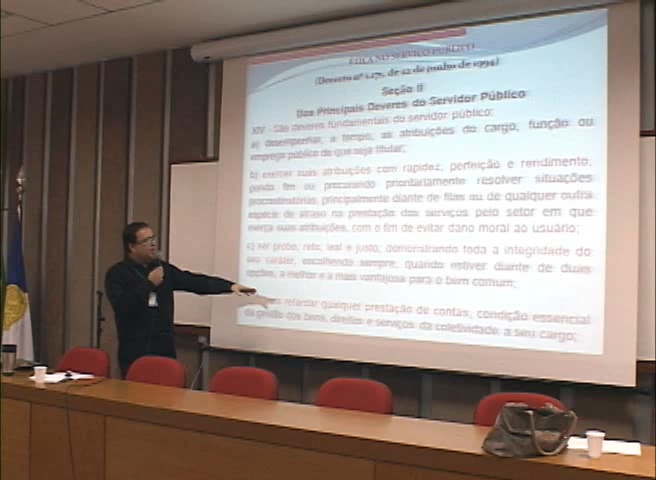 ÉTICA NO SERVIÇO PÚBLICO
(Decreto nº 1.171, de 22 de junho de 1994)
Seção II
Dos Principais Deveres do Servidor Público
XIV - São deveres fundamentais do servidor público:
a) desempenhar, a tempo, as atribuições do cargo, função ou
emprego público de que seja titular;
b) exercer suas atribuições com rapidez, perfeição e rendimento,
pondo fim ou procurando prioritariamente resolver situações
procrastinatórias, principalmente diante de filas ou de qualquer outra
espécie de atraso na prestação dos serviços pelo setor em que
exerça suas atribuições, com o fim de evitar dano moral ao usuário;
c) ser probo, reto, leal e justo, demonstrando toda a integridade do
seu caráter, escolhendo sempre, quando estiver diante de duas
opções, a melhor e a mais vantajosa para o bem comum;
retardar qualquer prestação de contas, condição essencial
da gestão dos bens, direitos e serviços da coletividade a seu cargo;